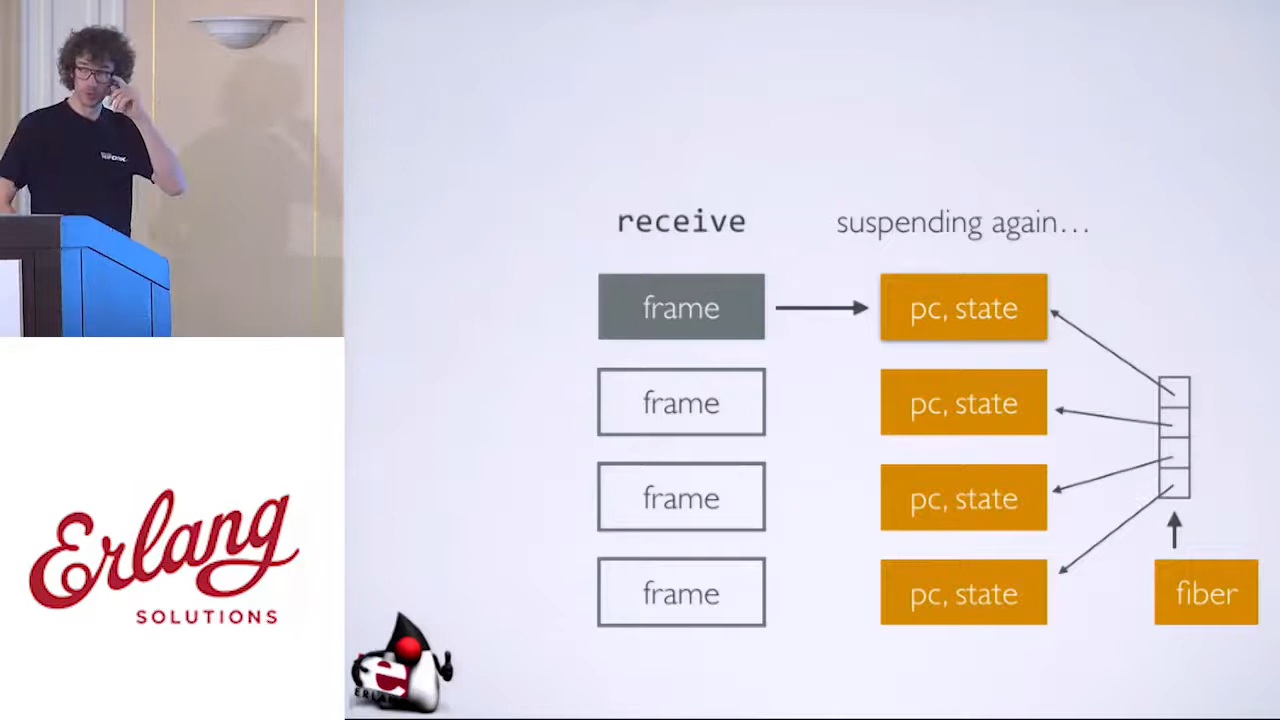 receive
suspending again…
frame
pc, state
frame
pc, state
frame
pc, state
frame
pc, state
fiber
Erlang
SOLUTIONS
e